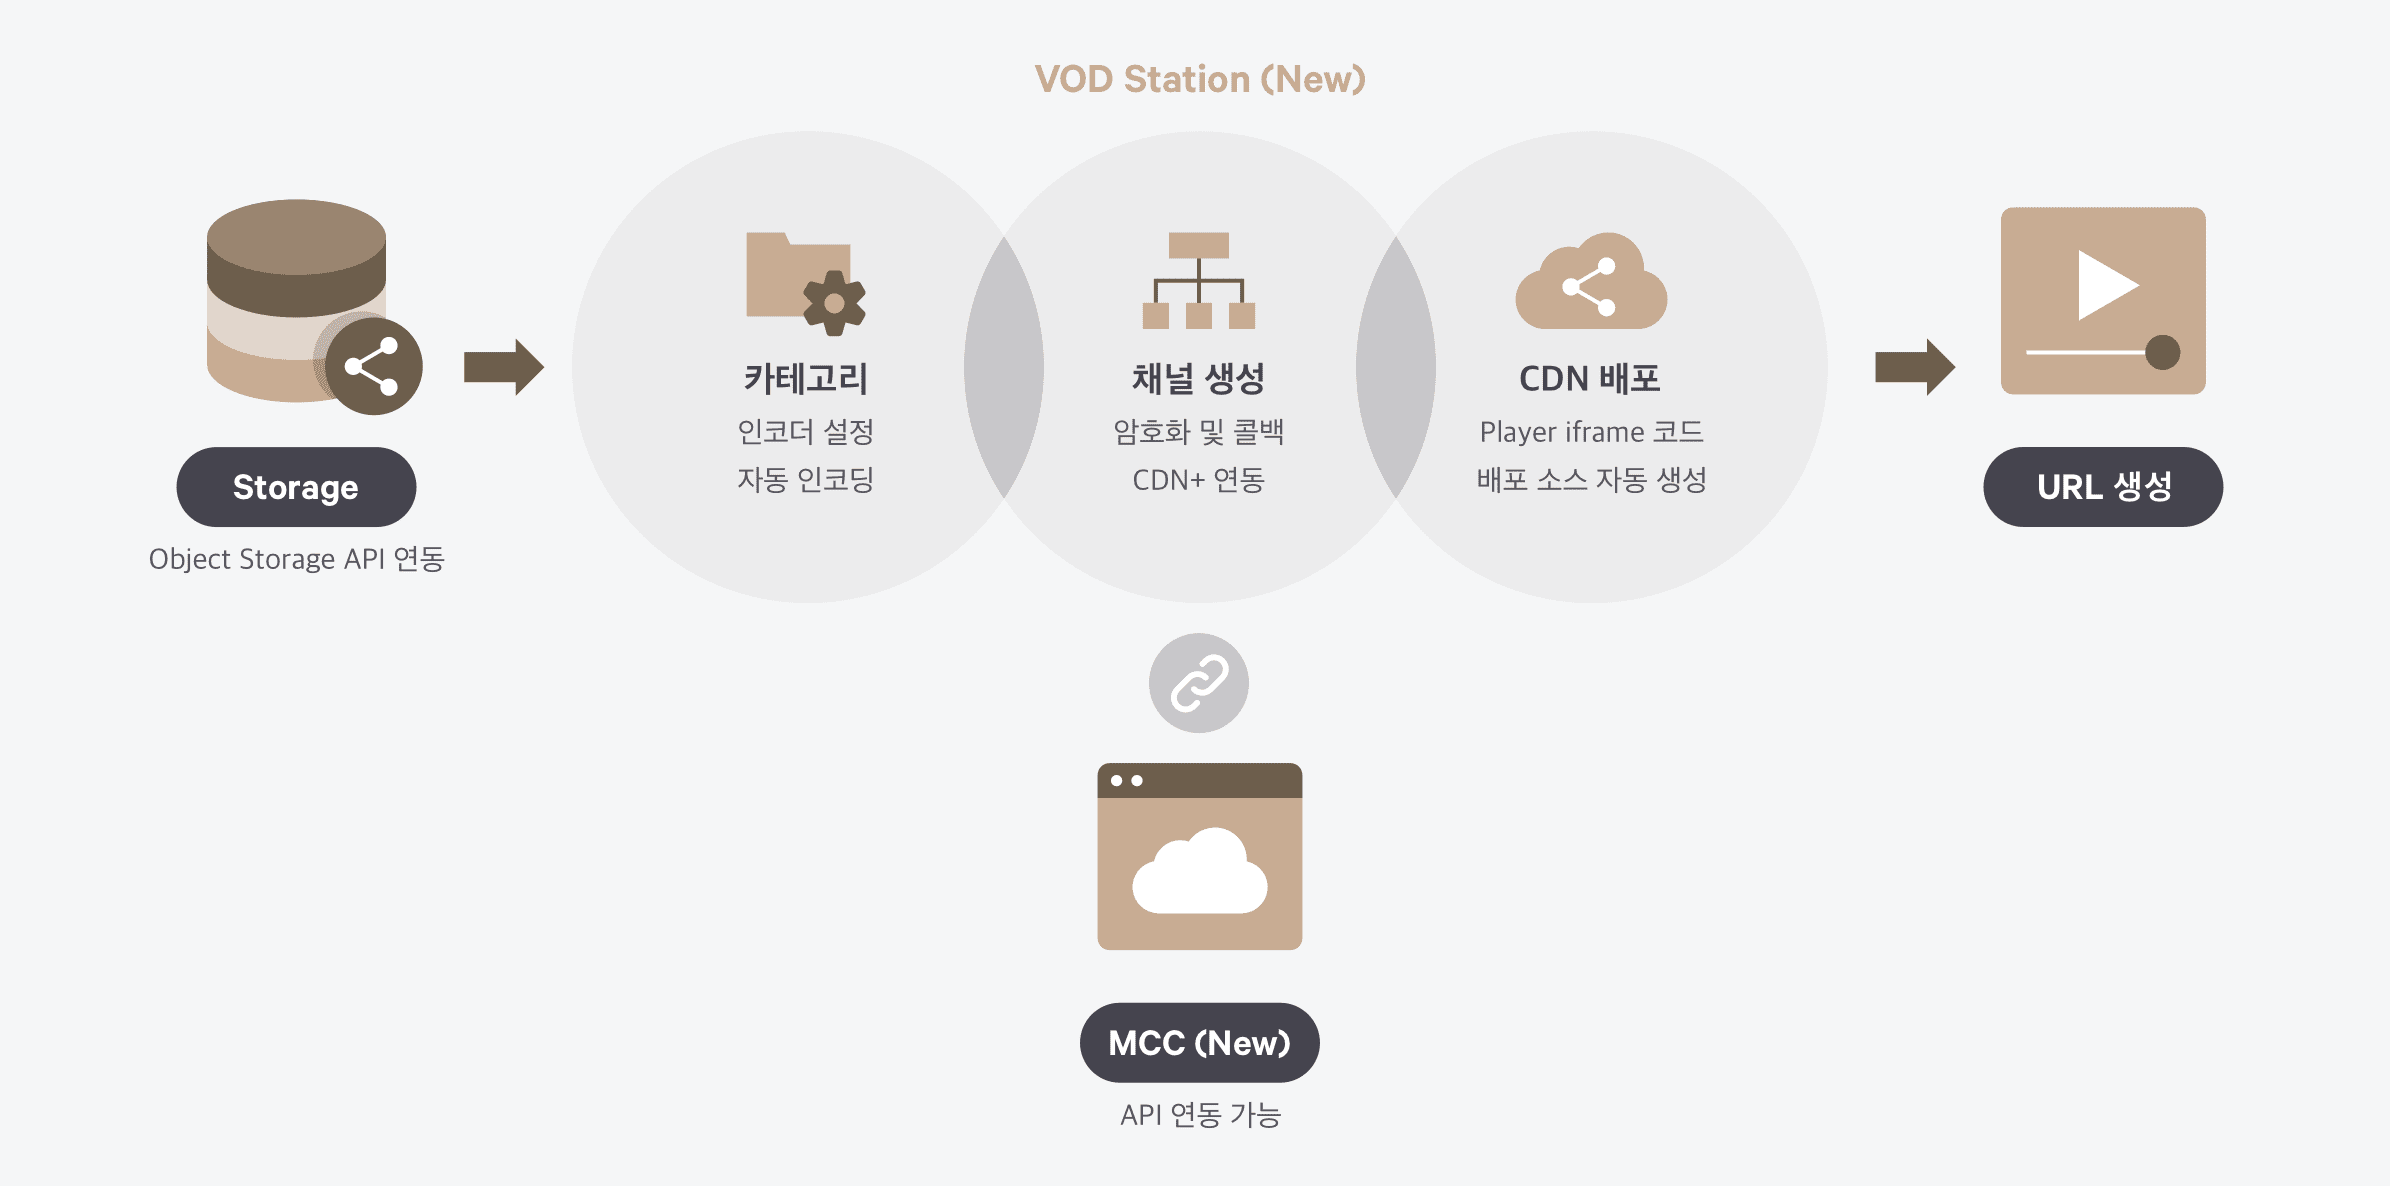 VOD Station (New)
Storage
Object Storage API 연동
카테고리
인코더 설정
자동 인코딩
채널 생성
암호화 및 콜백
CDN+ 연동
CDN 배포
Player iframe 코드
배포 소스 자동 생성
URL 생성
MCC (New)
API 연동 가능